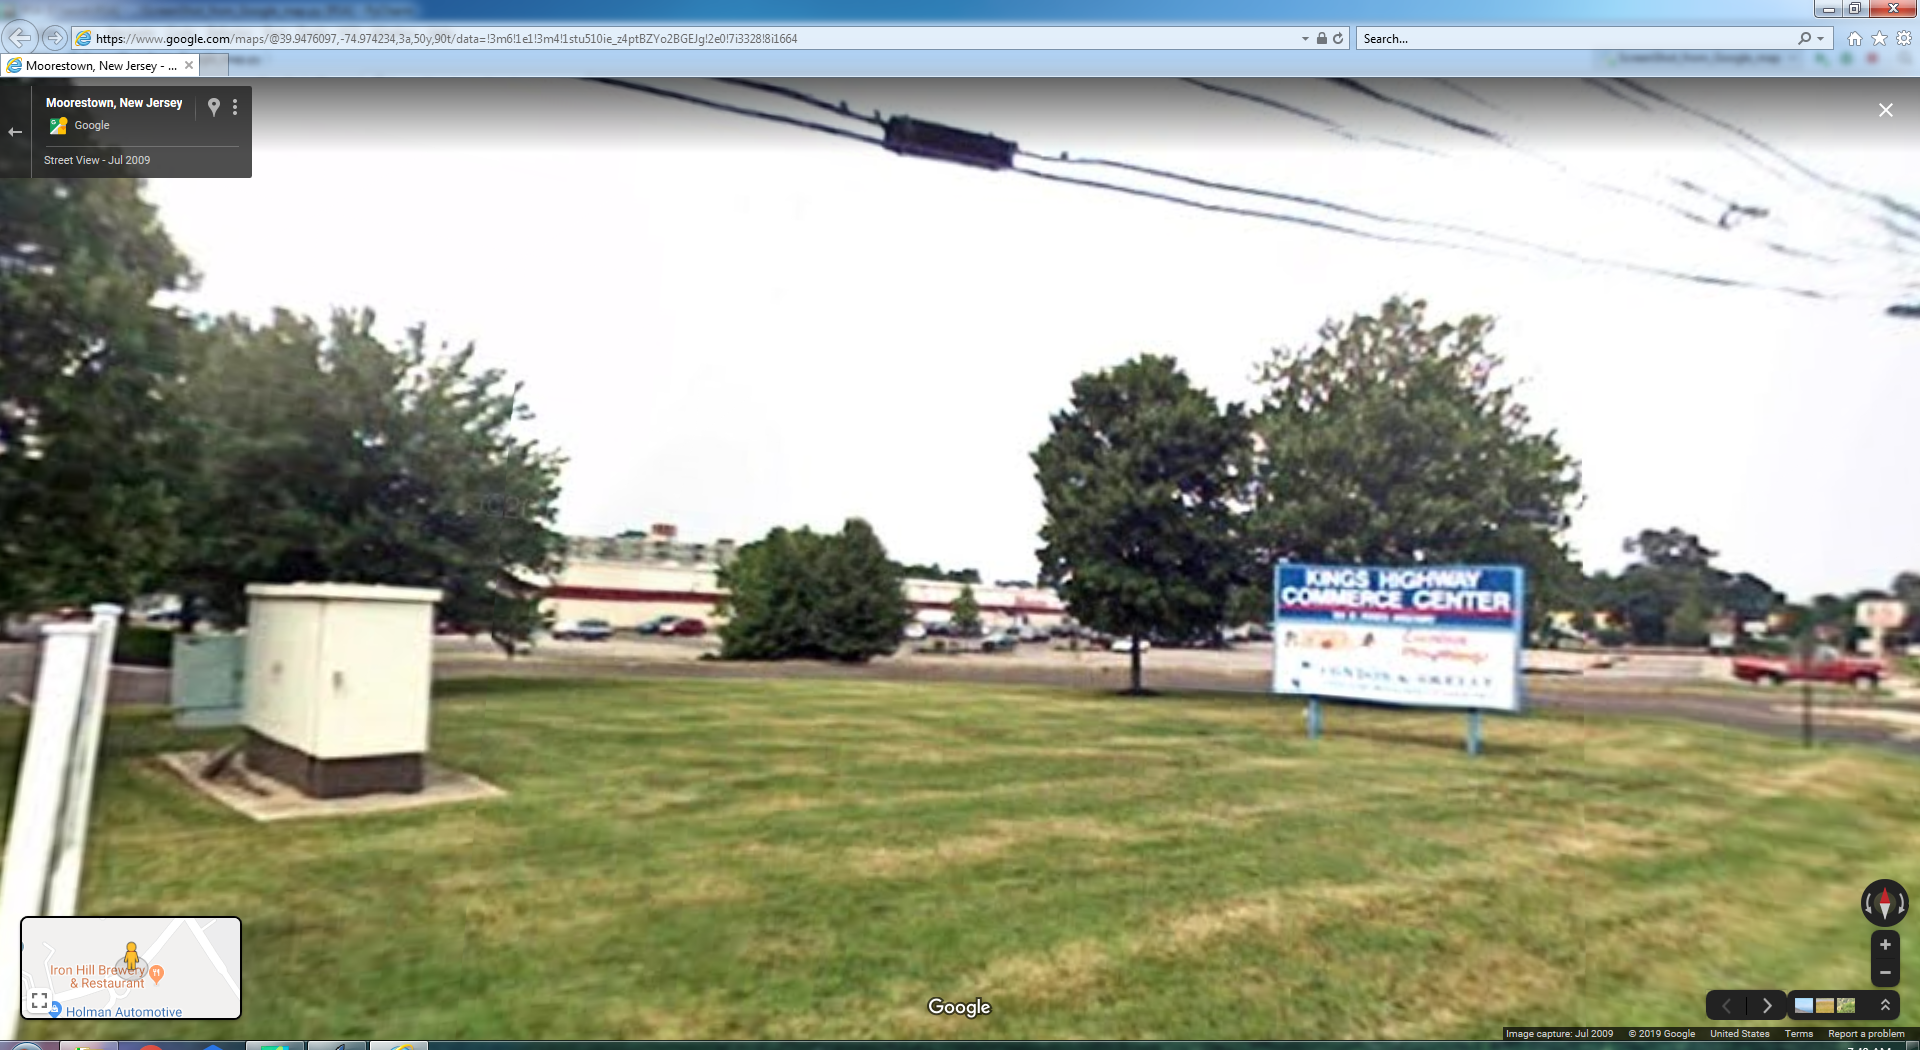 https://www.google.com/maps/@39.9476097,-74.974234,3a,50y,90t/data=!3m6!1e1!3m4!1stu510ie_z4ptBZYo2BGEJg!2e0!7i3328!8i1664
Search...
Moorestown, New Jersey - ...
Moorestown, New Jersey
Google
Street View - Jul 2009
KINGS HIGHWAY
COMMERCE CENTER
Iron Hill Brewery
& Restaurant
Holman Automotive
Google
Image capture: Jul 2009 © 2019 Google United States Terms Report a problem